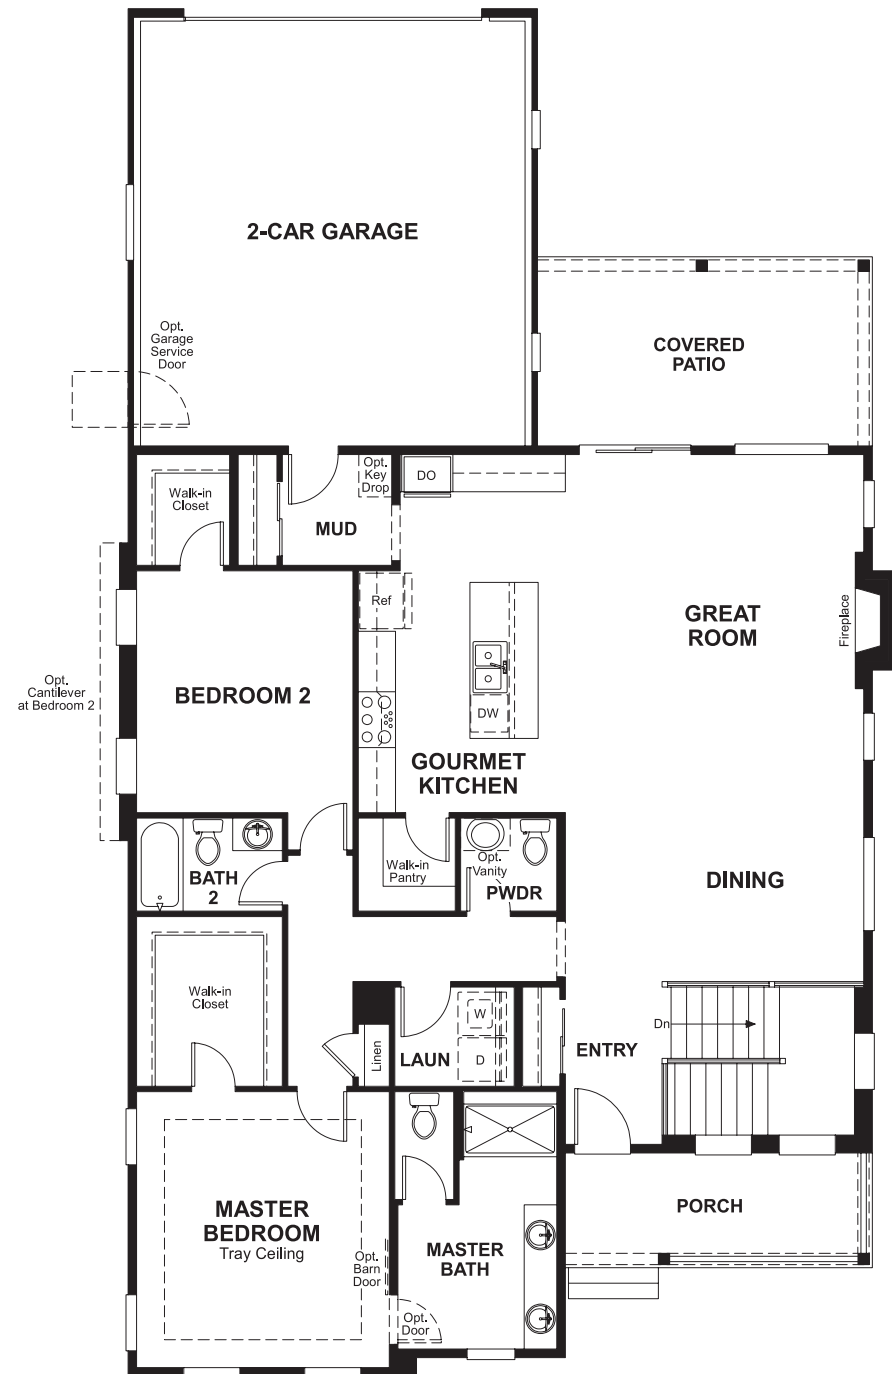 2-CAR GARAGE
Opt.
Garage
Service
Door
COVERED
PATIO
Walk-in
Closet
MUD
Opt.
Key
Drop
DO
Ref
GREAT
ROOM
Fireplace
Opt.
Cantilever
at Bedroom 2
BEDROOM 2
DW
GOURMET
KITCHEN
BATH
2
Walk-in
Pantry
Opt.
Vanity
PWDR
DINING
Walk-in
Closet
Linen
LAUN
W
D
ENTRY
Dn
MASTER
BEDROOM
Tray Ceiling
Opt.
Barn
Door
MASTER
BATH
Opt.
Door
PORCH